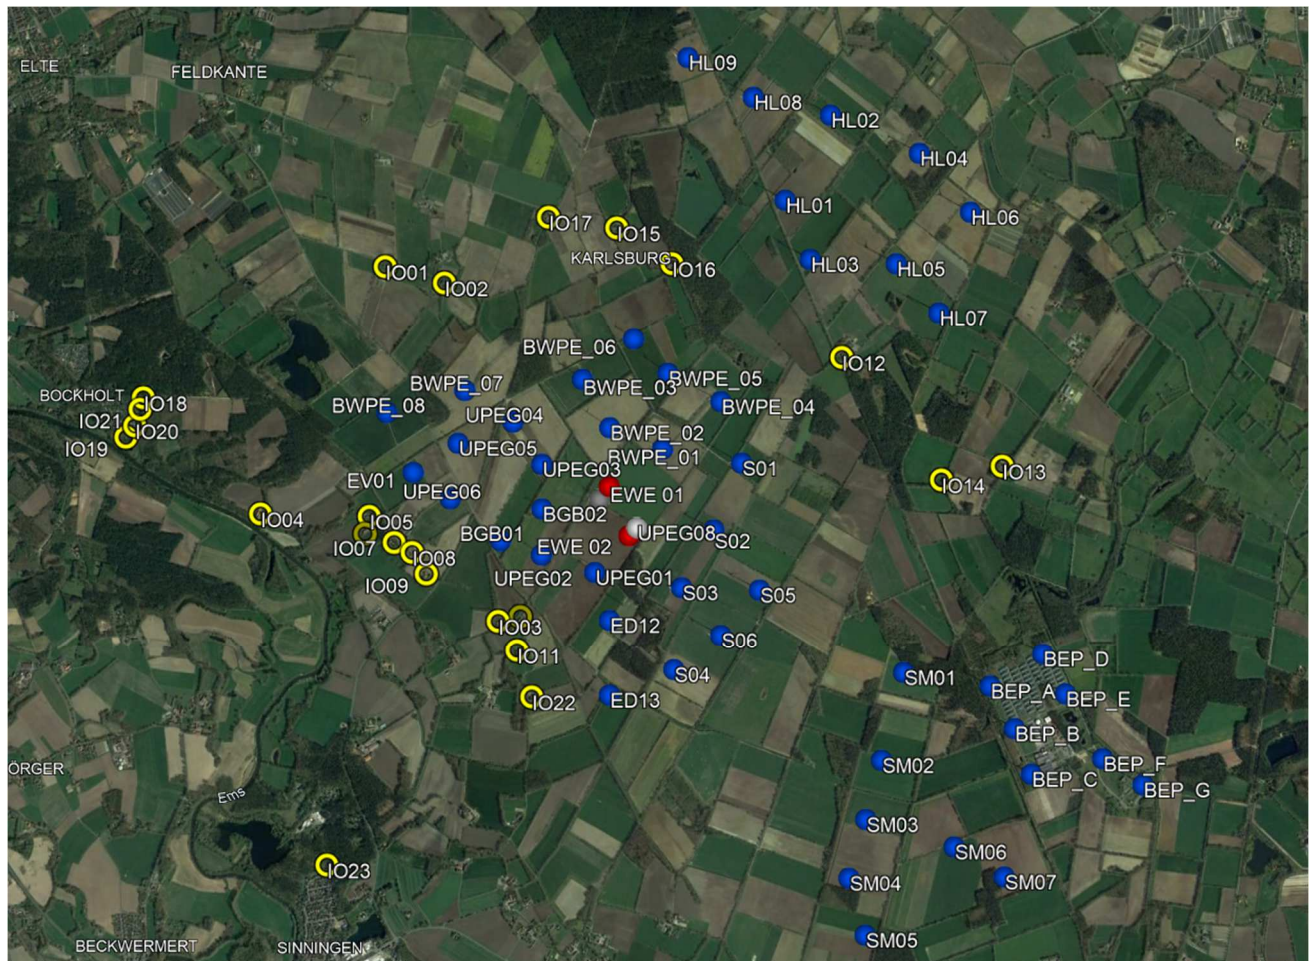 HL09
ELTE
FELDKANTE
HL08
HL02
HL04
HL01
HL06
IO17
IO15
KARLSBURG
IO16
HL03
HL05
IO01
IO02
HL07
BWPE_06
IO12
BWPE_07
BWPE_03
BWPE_05
BOCKHOLT
IO18
BWPE_08
BWPE_04
UPEG04
IO21
IO20
BWPE_02
IO19
UPEG05
BWPE_01
UPEG03
S01
IO13
EV01
UPEG06
EWE 01
IO14
IO04
IO05
BGB02
BGB01
UPEG08
S02
IO07
EWE 02
IO08
UPEG02
UPEG01
IO09
S03
S05
IO03
ED12
S06
IO11
BEP_D
S04
SM01
BEP_A
IO22
ED13
BEP_E
BEP_B
ÖRGER
SM02
BEP_F
BEP_C
BEP_G
Ems
SM03
SM06
IO23
SM04
SM07
BECKWERMERT
SINNINGEN
SM05